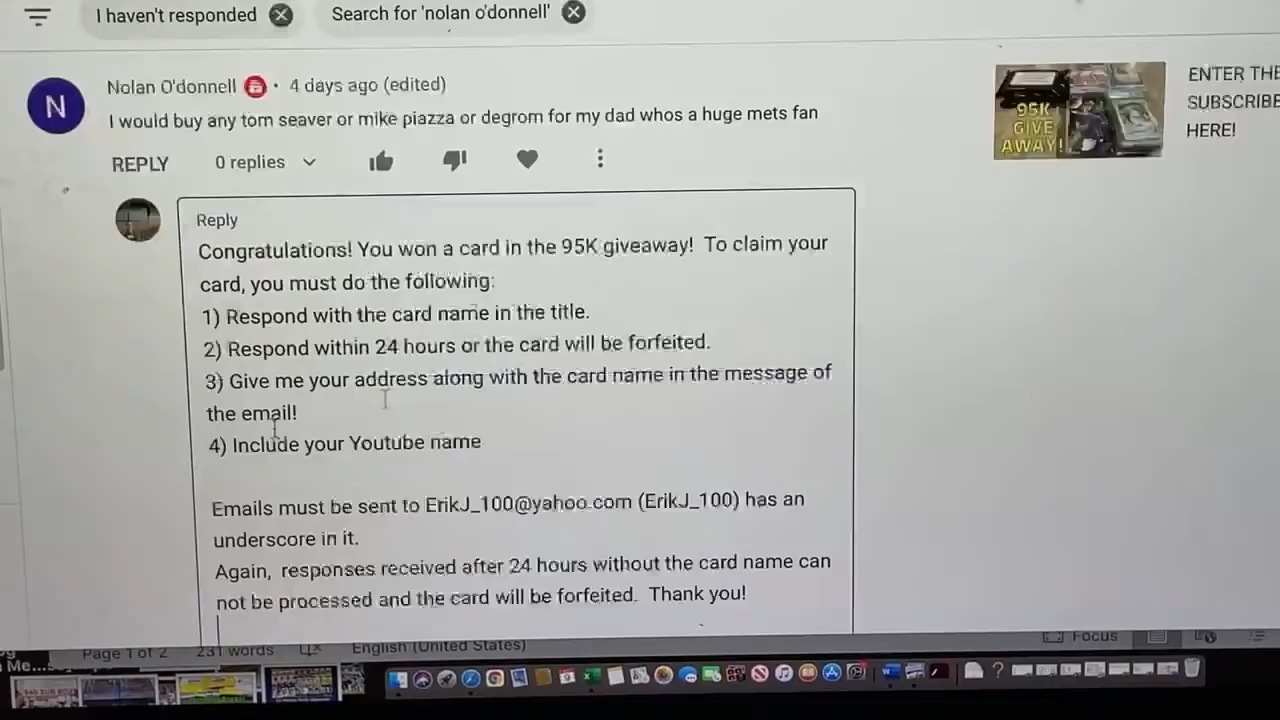 I haven't responded
Search for 'nolan o'donnell'
Nolan O'donnell · 4 days ago (edited)
I would buy any tom seaver or mike piazza or degrom for my dad whos a huge mets fan
REPLY 0 replies
95K
GIVE
AWAY!
ENTER THE
SUBSCRIBE
HERE!
N
Reply
Congratulations! You won a card in the 95K giveaway! To claim your
card, you must do the following:
1) Respond with the card name in the title.
2) Respond within 24 hours or the card will be forfeited.
3) Give me your address along with the card name in the message of
the email!
4) Include your Youtube name
Emails must be sent to ErikJ_100@yahoo.com (ErikJ_100) has an
underscore in it.
Again, responses received after 24 hours without the card name can
not be processed and the card will be forfeited. Thank you!
Page 1 of 2 231 words English (United States) Focus
Me...